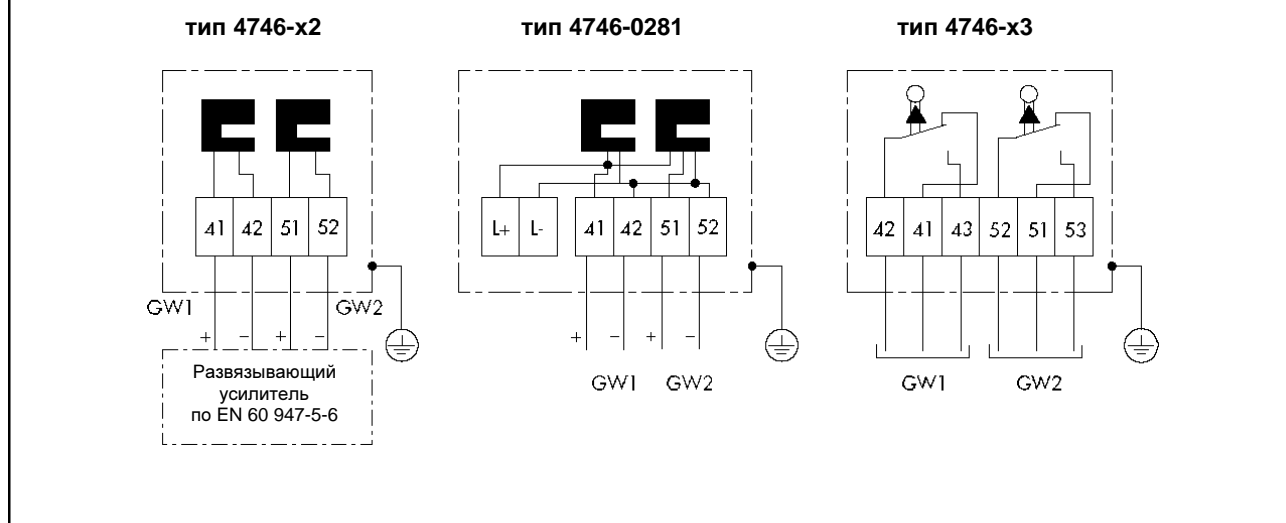 тип 4746-x2
тип 4746-0281
тип 4746-x3
41 42 51 52
L+ L- 41 42 51 52
42 41 43 52 51 53
GW1 GW2
+ − + −
+ − + −
GW1 GW2
GW1 GW2
Развязывающий
усилитель
по EN 60 947-5-6